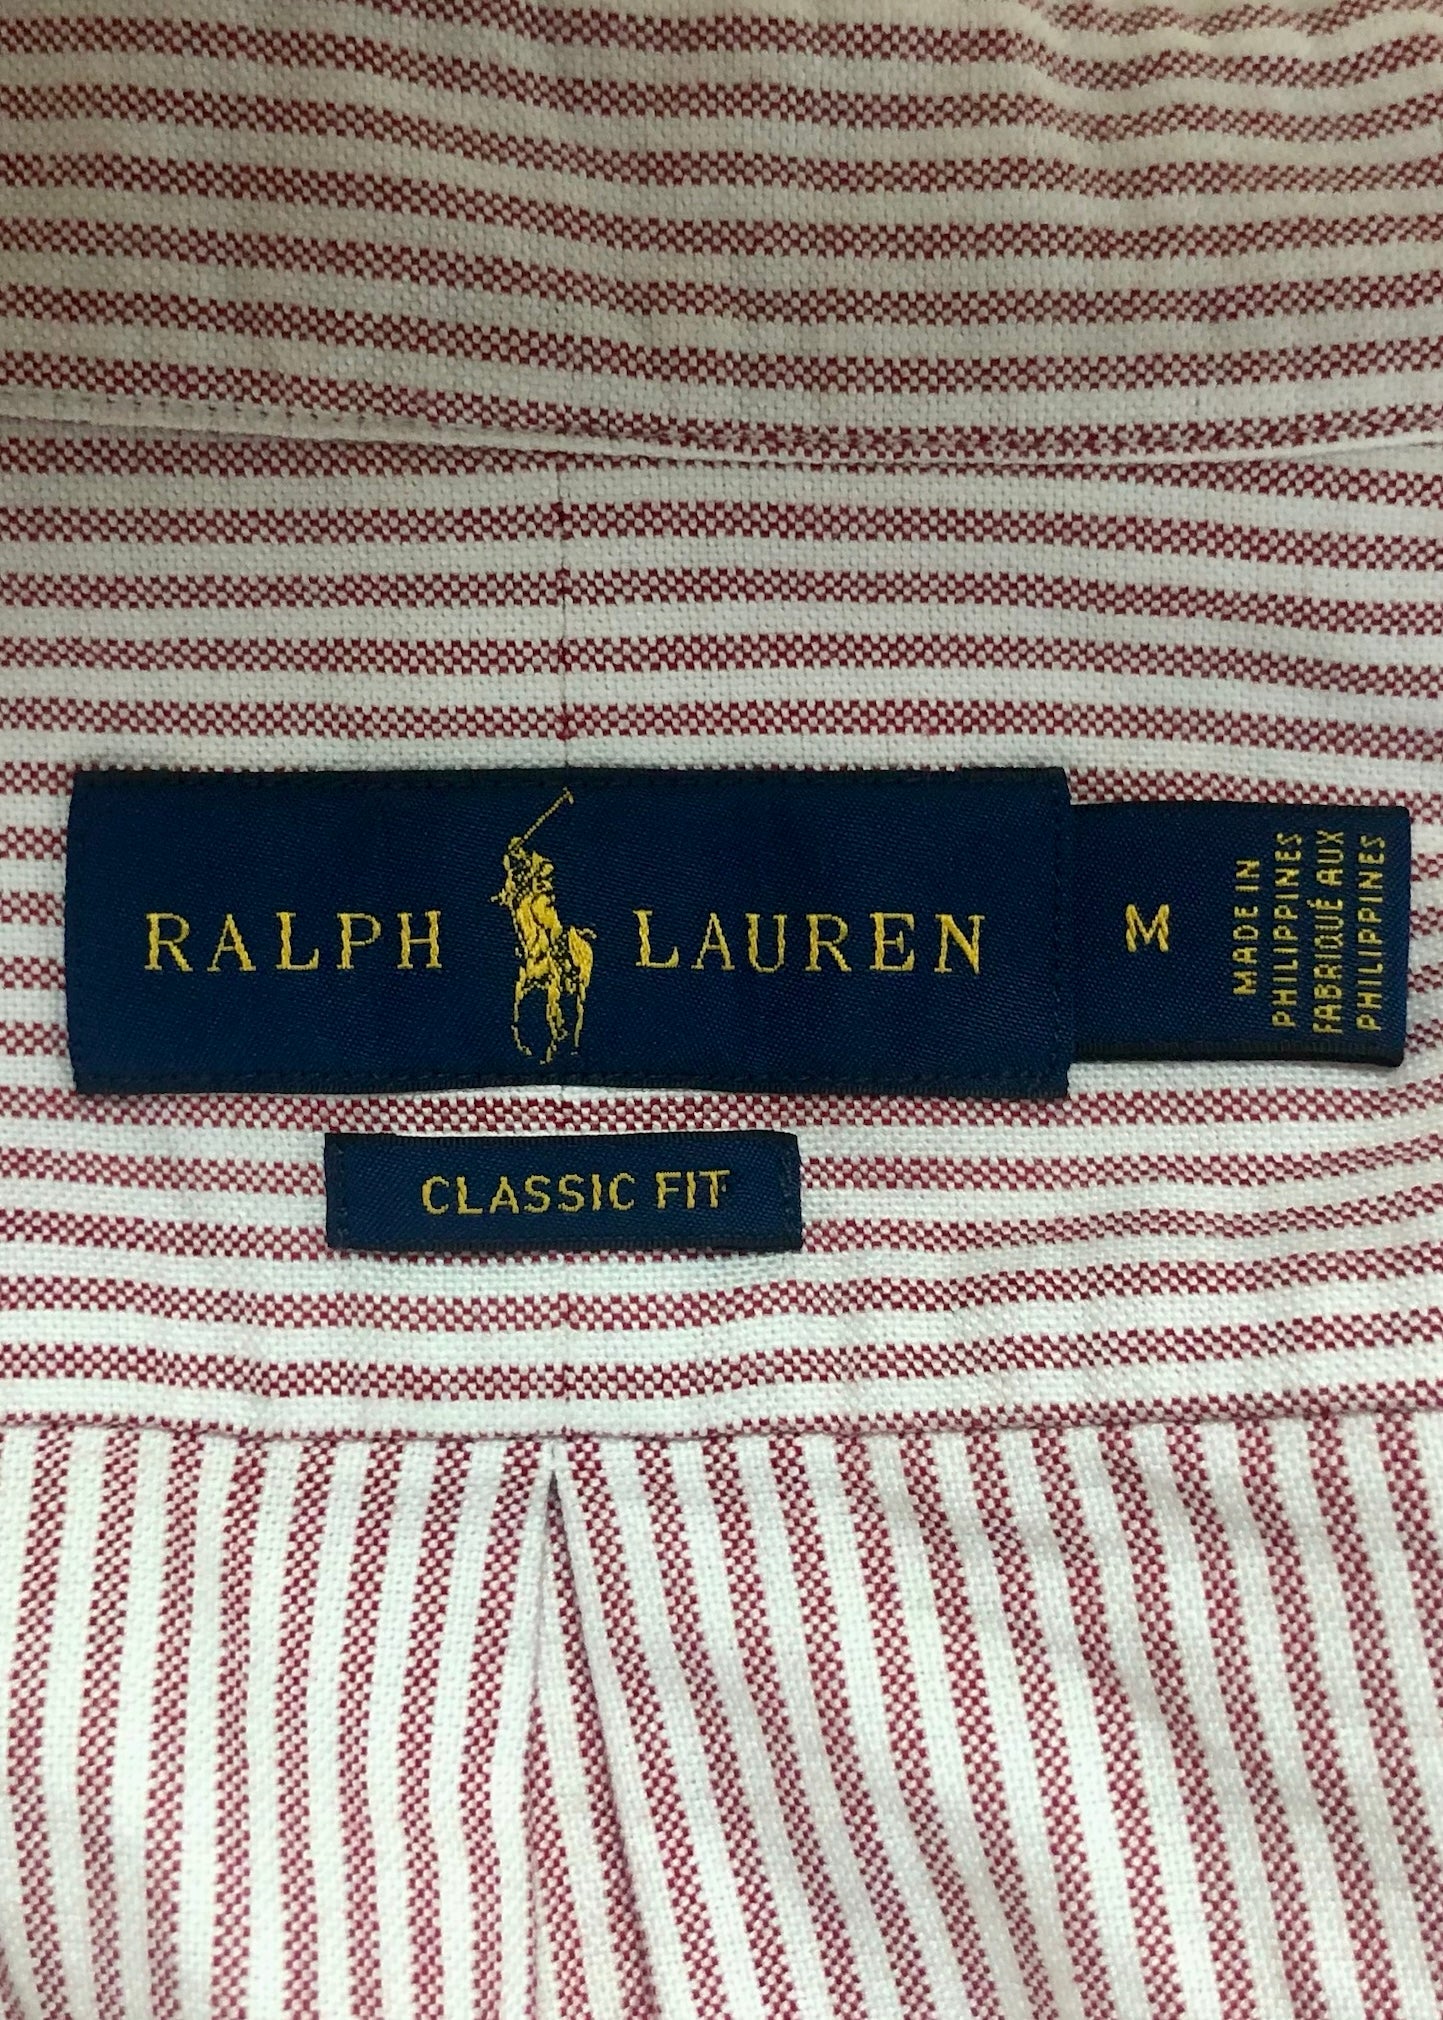 RALPH LAUREN
M
MADE IN
PHILIPPINES
FABRIQUÉ AUX
PHILIPPINES
CLASSIC FIT